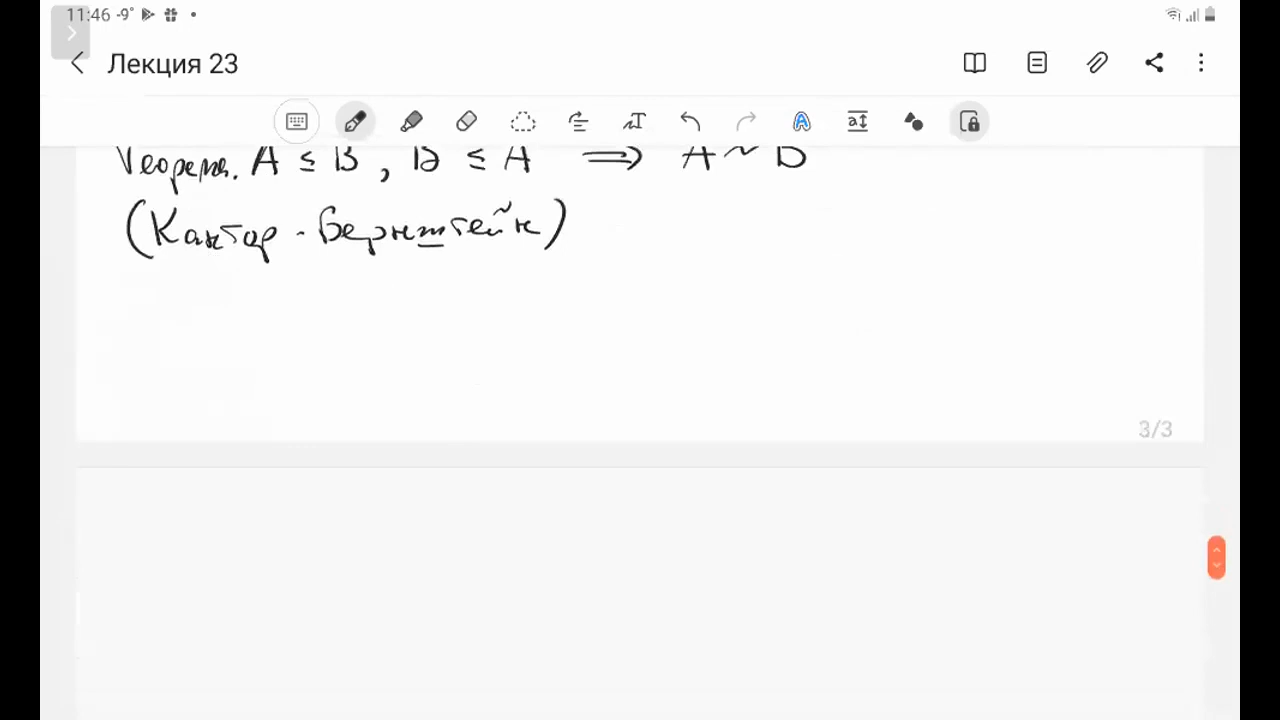 11:46 -9°
Лекция 23
Теорема. A ≤ B, B ≤ A ⟹ A ~ B
(Кантор - Бернштейн)
3/3